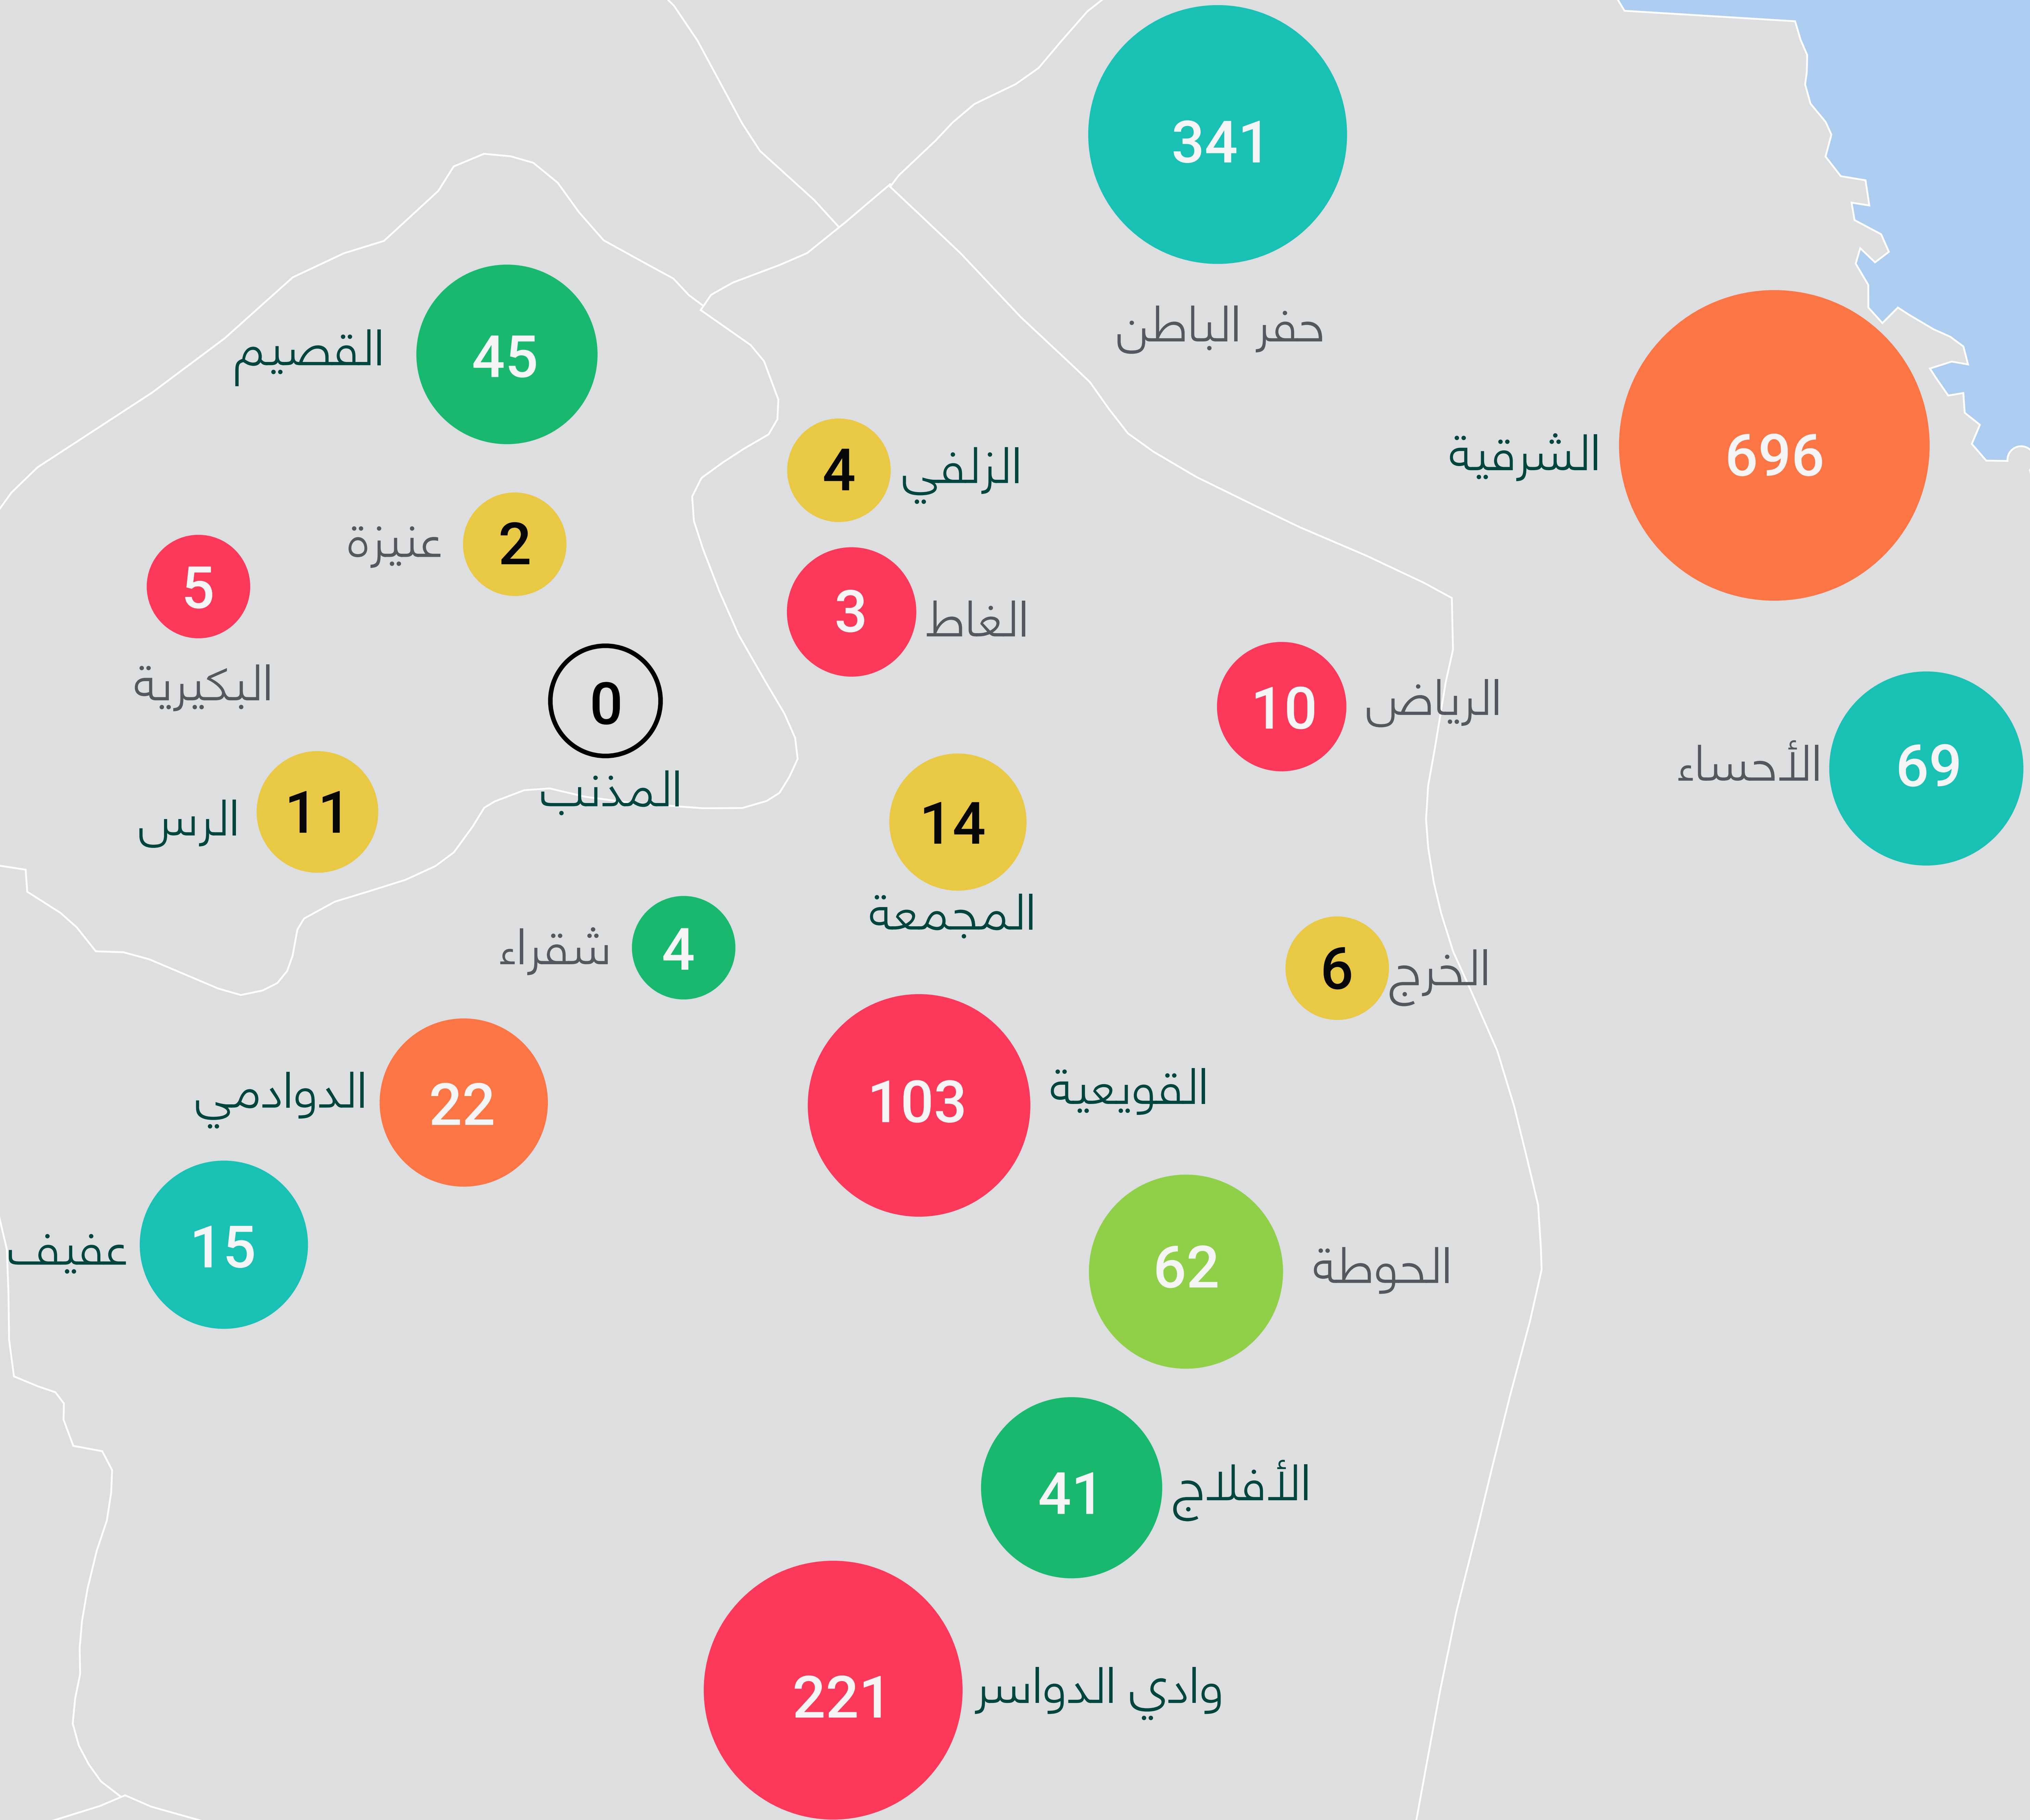 341
حفر الباطن
45
القصيم
696
الشرقية
4
الزلفي
2
عنيزة
5
البكيرية
3
الغاط
0
المذنب
10
الرياض
69
الأحساء
11
الرس
14
المجمعة
4
شقراء
6
الخرج
22
الدوادمي
103
القويعية
15
عفيف
62
الحوطة
41
الأفلاج
221
وادي الدواسر